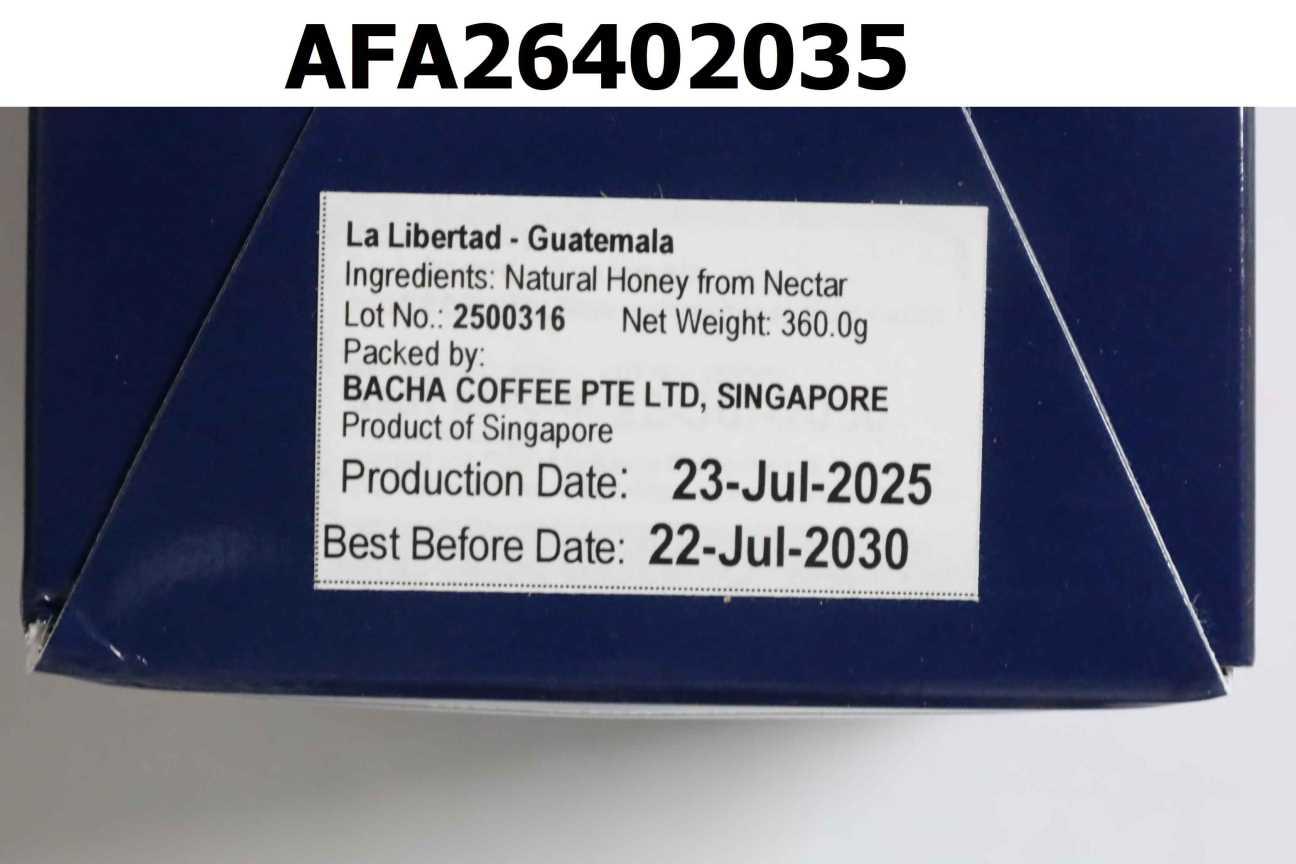 AFA26402035
La Libertad - Guatemala
Ingredients: Natural Honey from Nectar
Lot No.: 2500316 Net Weight: 360.0g
Packed by:
BACHA COFFEE PTE LTD, SINGAPORE
Product of Singapore
Production Date: 23-Jul-2025
Best Before Date: 22-Jul-2030